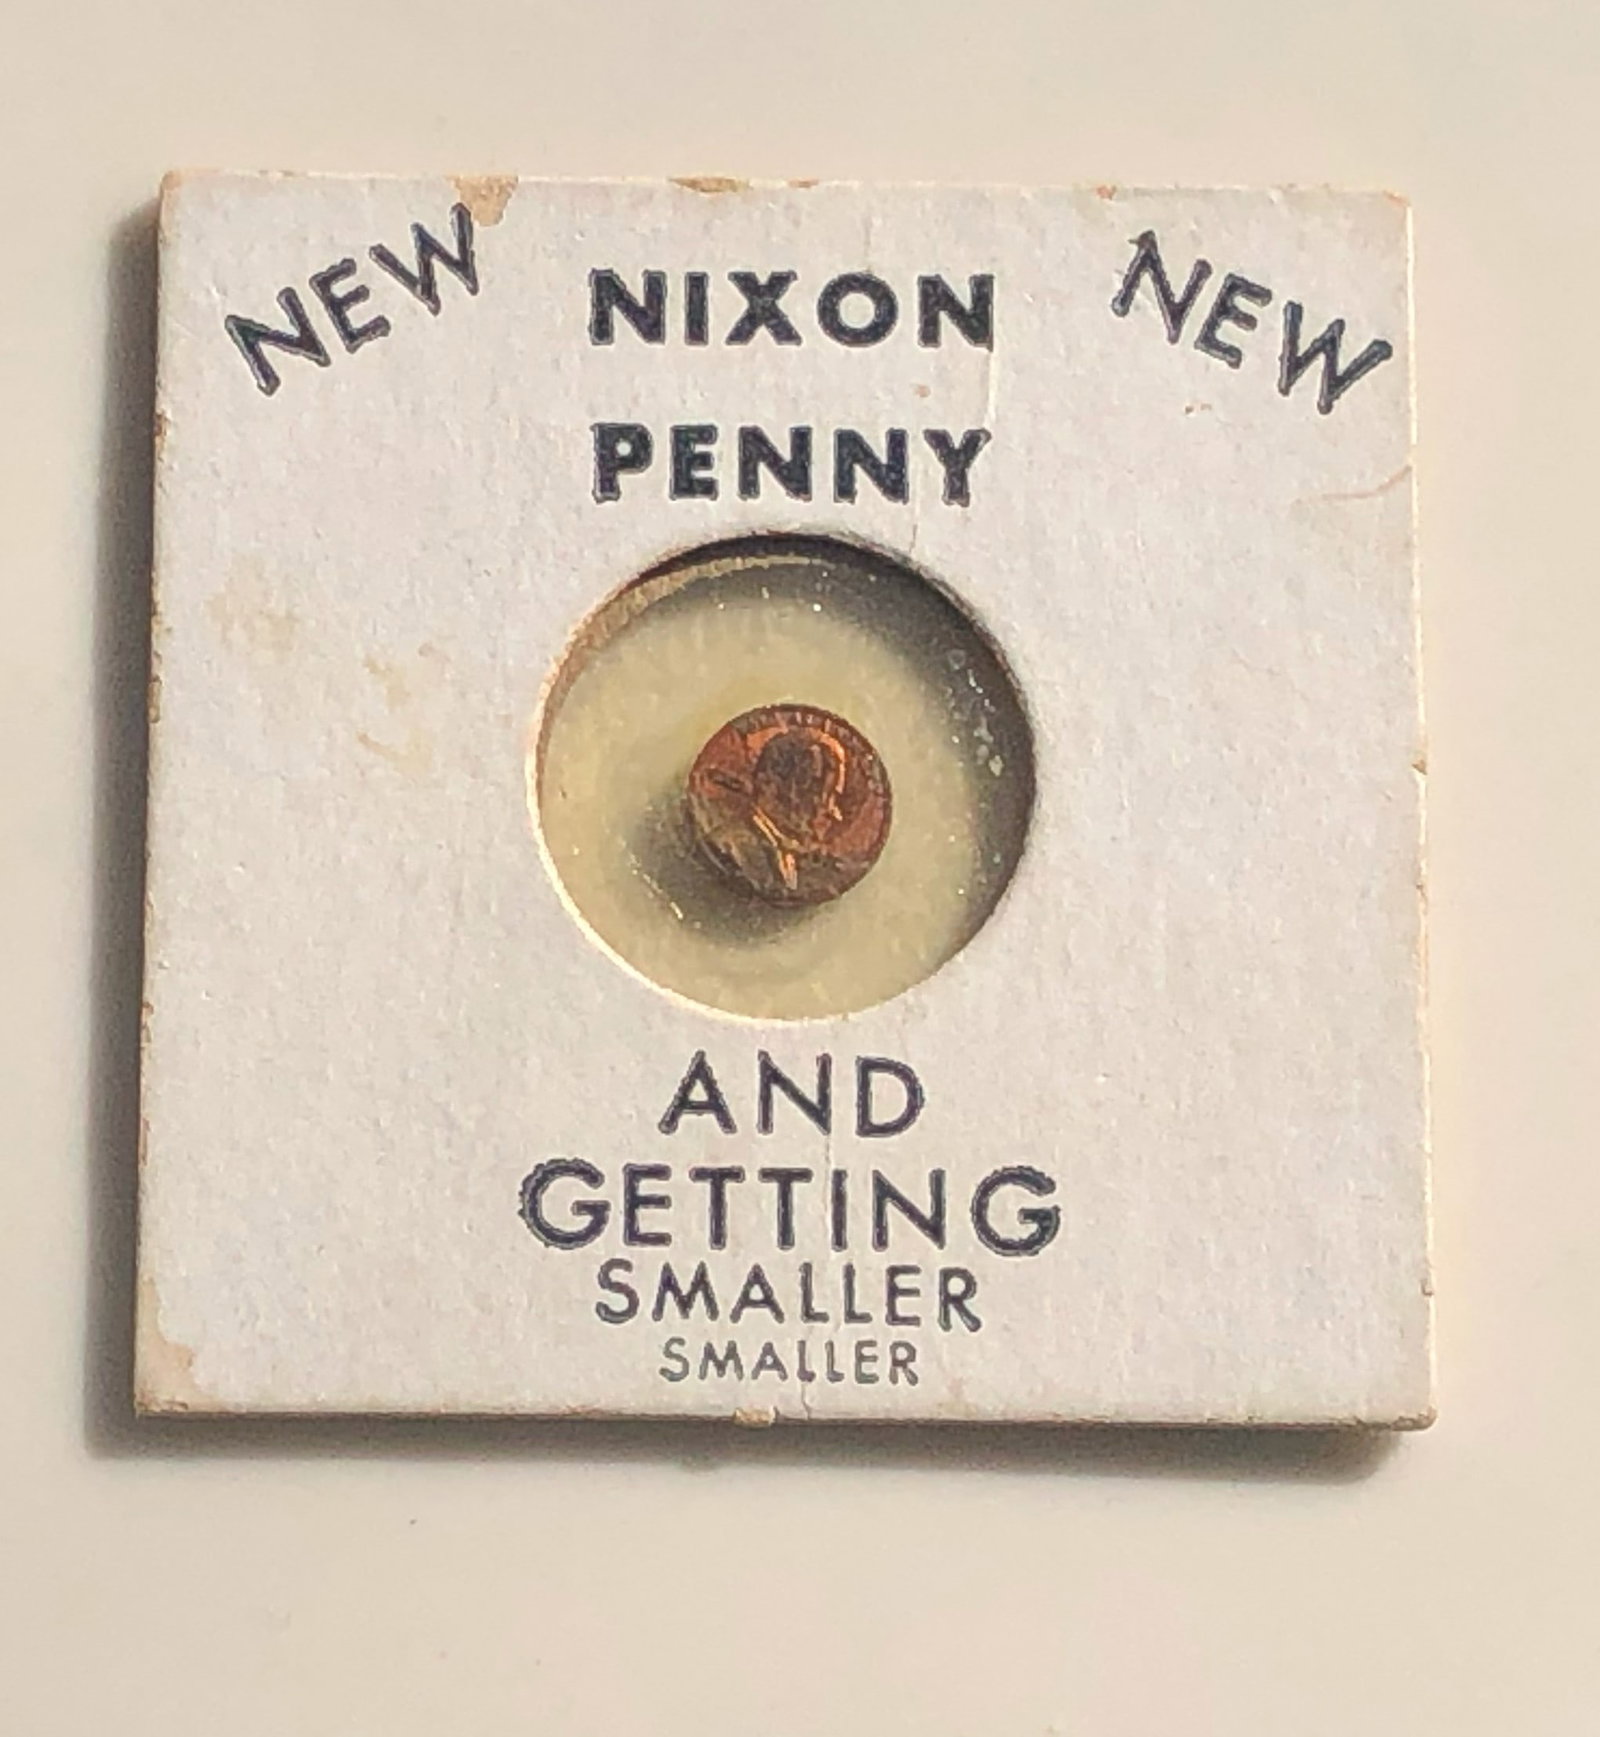 NEW NIXON NEW
PENNY
AND
GETTING
SMALLER
SMALLER